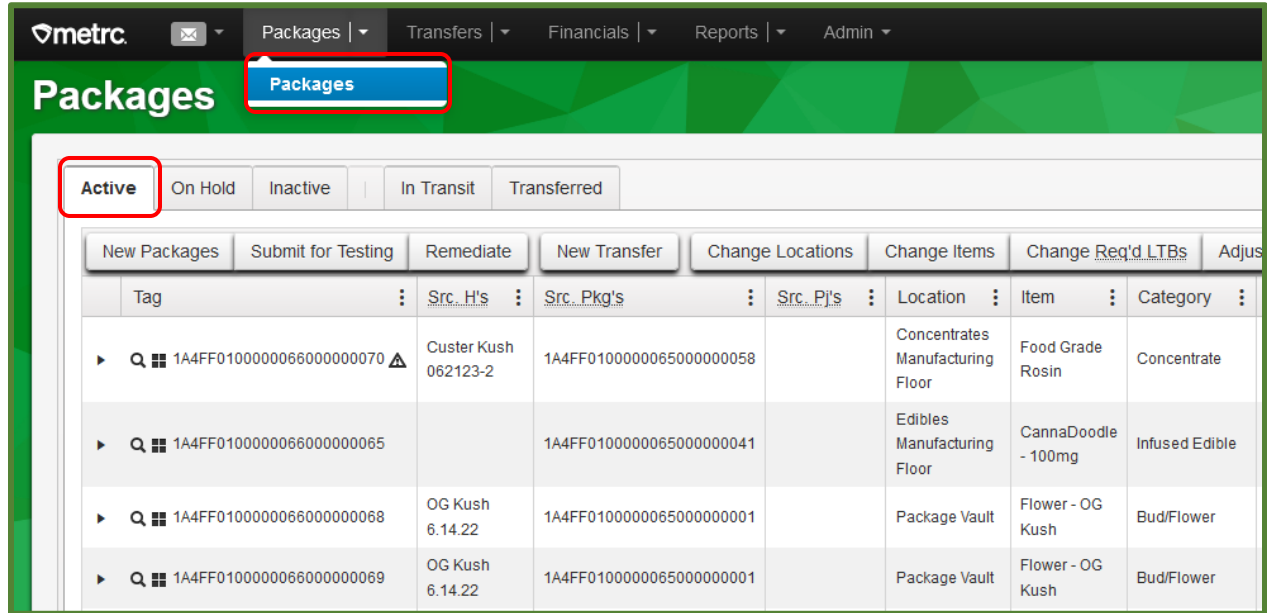 metrc.
Packages
Transfers
Financials
Reports
Admin
Packages
Packages
Active
On Hold
Inactive
In Transit
Transferred
New Packages
Submit for Testing
Remediate
New Transfer
Change Locations
Change Items
Change Req'd LTBs
Adjus
Tag
Src. H's
Src. Pkg's
Src. Pj's
Location
Item
Category
1A4FF0100000066000000070
Custer Kush
062123-2
1A4FF0100000065000000058
Concentrates
Manufacturing
Floor
Food Grade
Rosin
Concentrate
1A4FF0100000066000000065
1A4FF0100000065000000041
Edibles
Manufacturing
Floor
CannaDoodle
- 100mg
Infused Edible
1A4FF0100000066000000068
OG Kush
6.14.22
1A4FF0100000065000000001
Package Vault
Flower - OG
Kush
Bud/Flower
1A4FF0100000066000000069
OG Kush
6.14.22
1A4FF0100000065000000001
Package Vault
Flower - OG
Kush
Bud/Flower